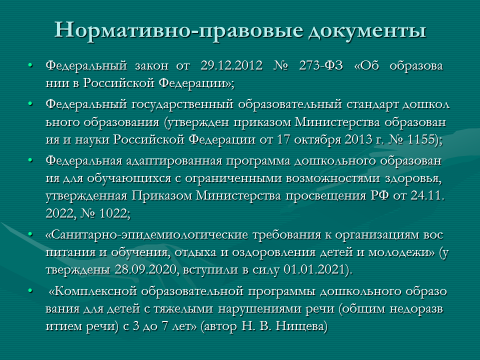 Нормативно-правовые документы
• Федеральный закон от 29.12.2012 № 273-ФЗ «Об образова
нии в Российской Федерации»;
• Федеральный государственный образовательный стандарт дошкол
ьного образования (утвержден приказом Министерства образован
ия и науки Российской Федерации от 17 октября 2013 г. № 1155);
• Федеральная адаптированная программа дошкольного образован
ия для обучающихся с ограниченными возможностями здоровья,
утвержденная Приказом Министерства просвещения РФ от 24.11.
2022, № 1022;
• «Санитарно-эпидемиологические требования к организациям вос
питания и обучения, отдыха и оздоровления детей и молодежи» (у
тверждены 28.09.2020, вступили в силу 01.01.2021).
• «Комплексной образовательной программы дошкольного образо
вания для детей с тяжелыми нарушениями речи (общим недоразв
итием речи) с 3 до 7 лет» (автор Н. В. Нищева)